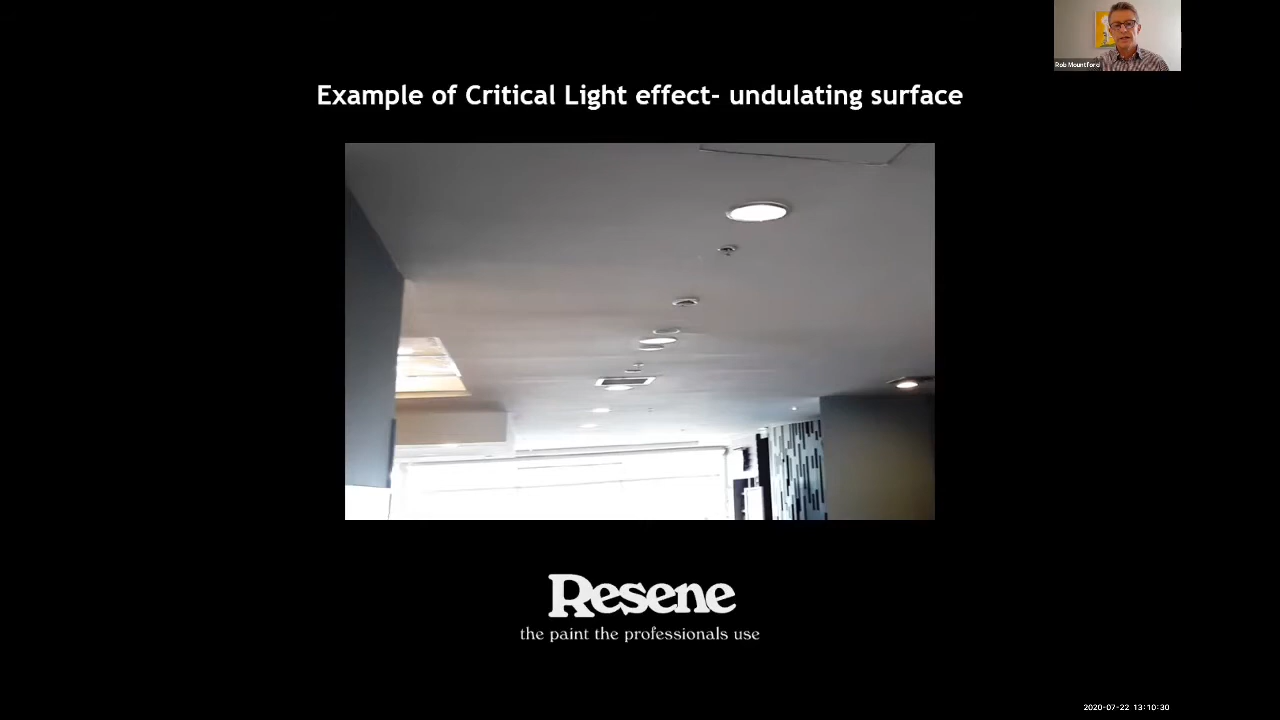 Rob Mountford
Example of Critical Light effect- undulating surface
Resene
the paint the professionals use
2020-07-22 13:10:30